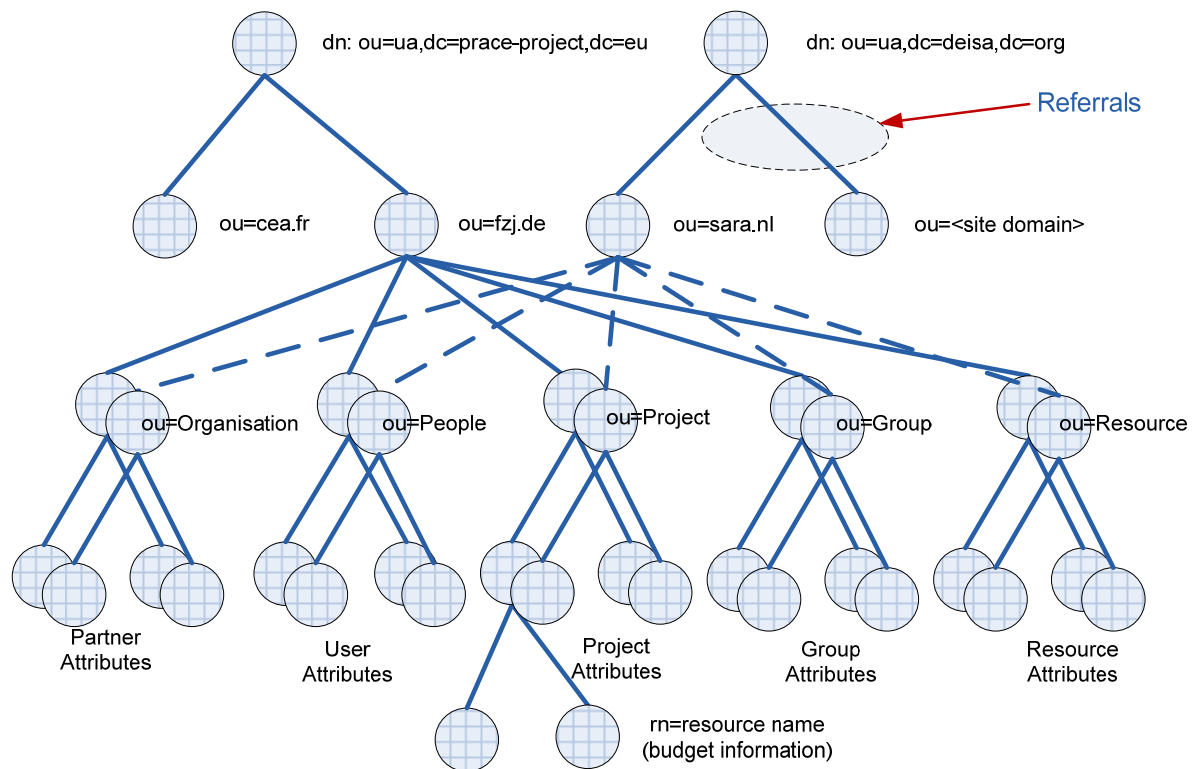 dn: ou=ua,dc=prace-project,dc=eu
dn: ou=ua,dc=deisa,dc=org
Referrals
ou=cea.fr
ou=fzj.de
ou=sara.nl
ou=<site domain>
ou=Organisation
ou=People
ou=Project
ou=Group
ou=Resource
Partner
Attributes
User
Attributes
Project
Attributes
Group
Attributes
Resource
Attributes
rn=resource name
(budget information)